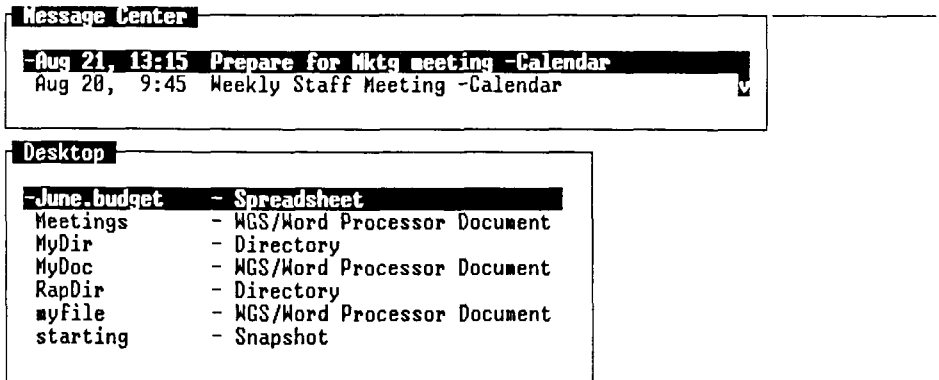 Message Center
-Aug 21, 13:15 Prepare for Mktg meeting -Calendar
Aug 20, 9:45 Weekly Staff Meeting -Calendar
v
Desktop
-June.budget - Spreadsheet
Meetings - WGS/Word Processor Document
MyDir - Directory
MyDoc - WGS/Word Processor Document
RapDir - Directory
myfile - WGS/Word Processor Document
starting - Snapshot